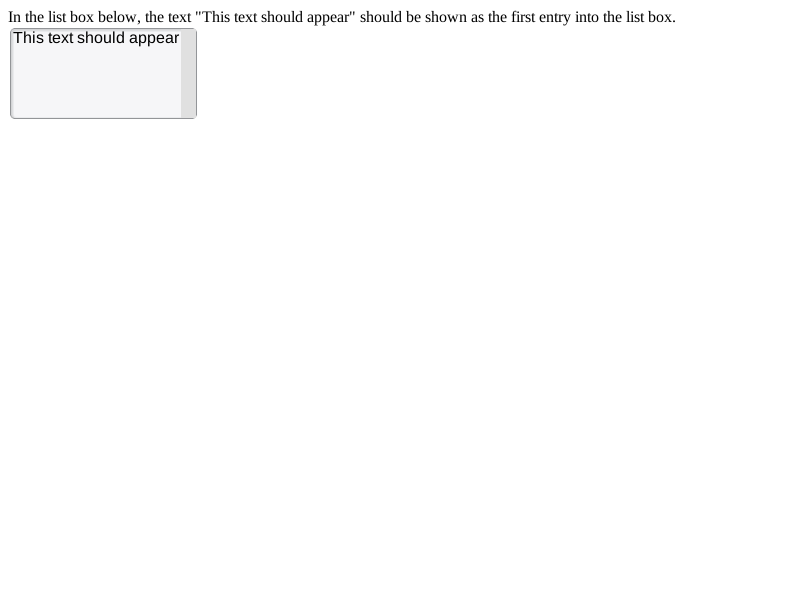 In the list box below, the text "This text should appear" should be shown as the first entry into the list box.
This text should appear